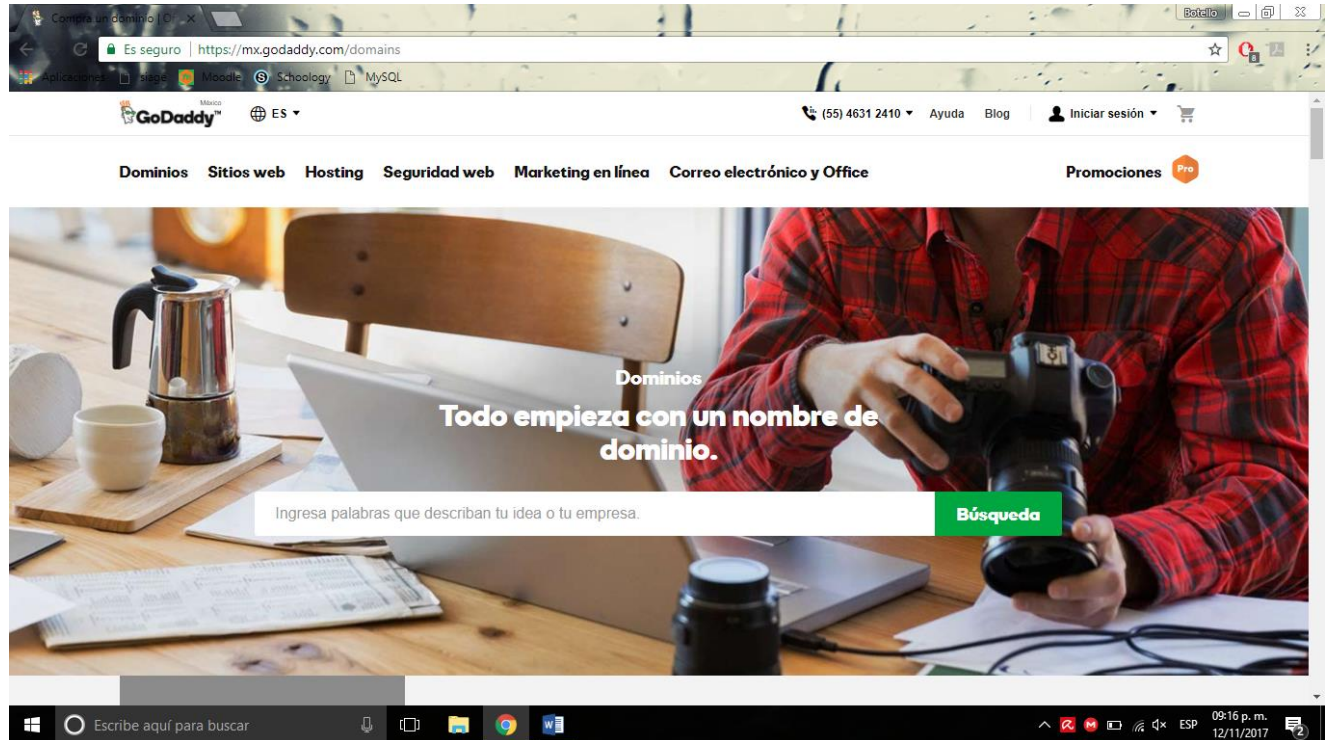 Compra un dominio | G
Botello
Es seguro | https://mx.godaddy.com/domains
8
Aplicaciones siage Moodle Schoology MySQL
México
GoDaddy™ ES (55) 4631 2410 Ayuda Blog Iniciar sesión
Dominios Sitios web Hosting Seguridad web Marketing en línea Correo electrónico y Office Promociones Pro
Dominios
Todo empieza con un nombre de
dominio.
Ingresa palabras que describan tu idea o tu empresa. Búsqueda
Escribe aquí para buscar ESP 09:16 p. m.
12/11/2017 2